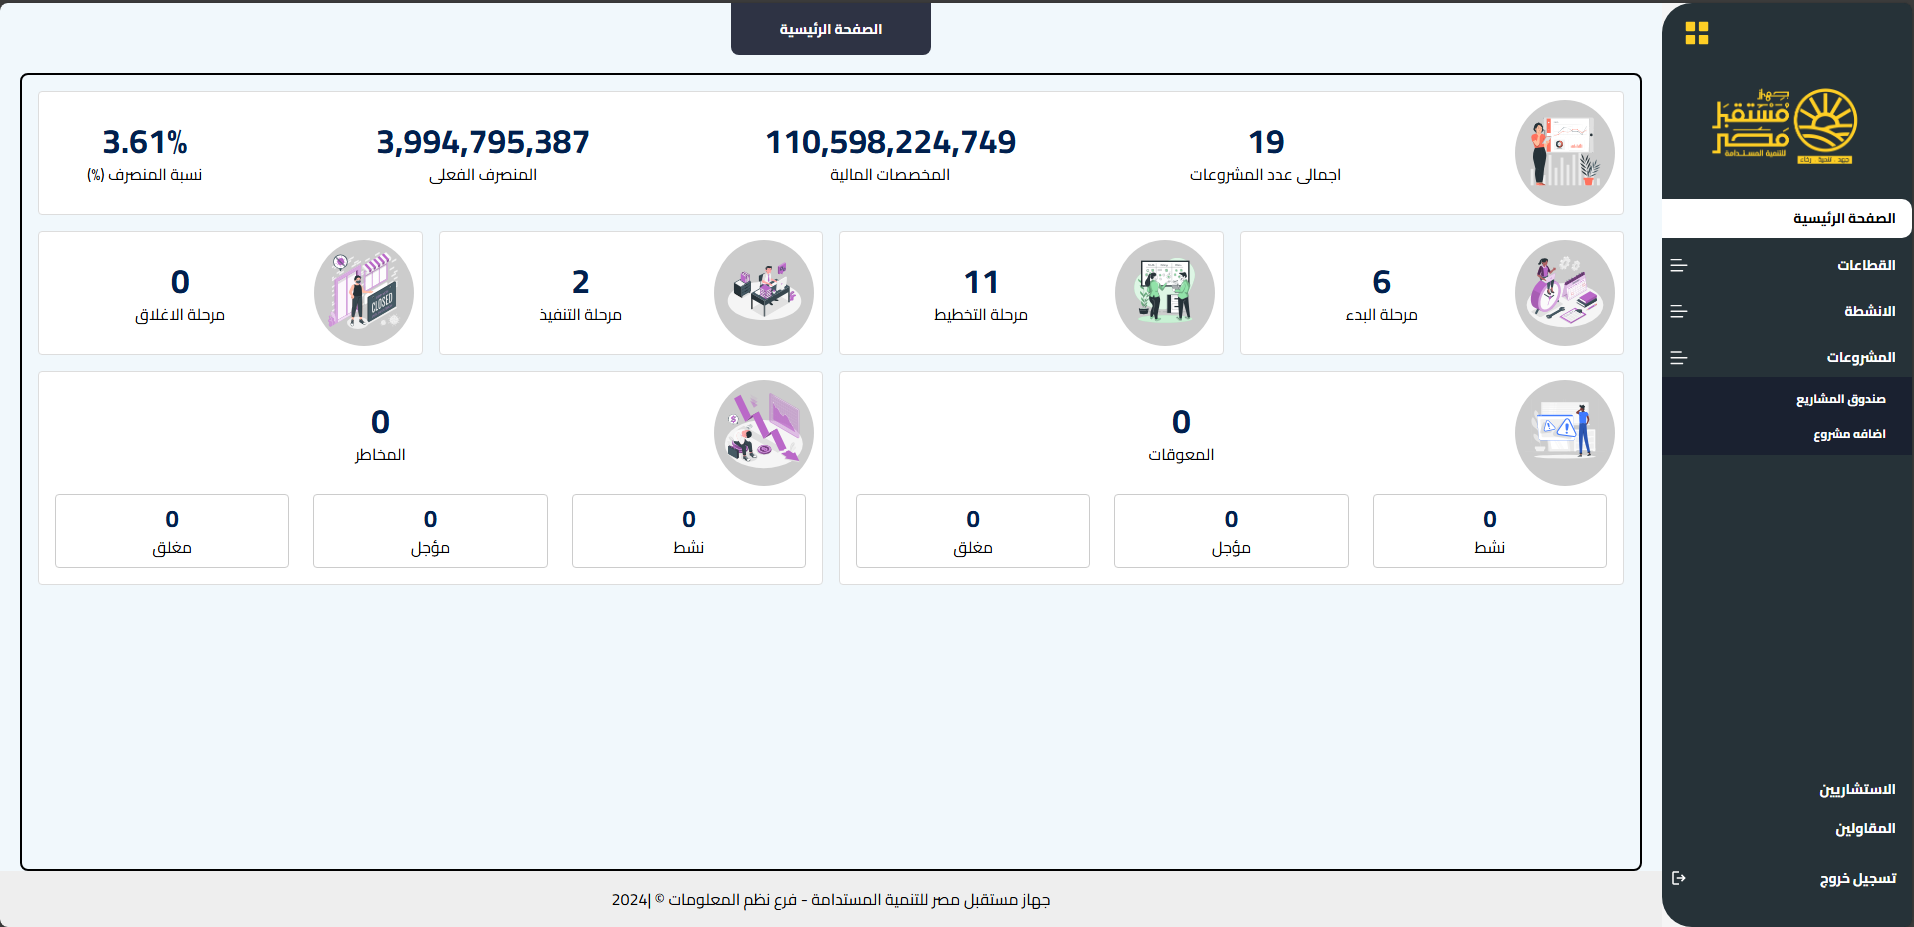 الصفحة الرئيسية
جهاز
مستقبل
مصر
للتنمية المستدامة
الصفحة الرئيسية
القطاعات
الانشطة
المشروعات
صندوق المشاريع
اضافه مشروع
الاستشاريين
المقاولين
تسجيل خروج
19
اجمالى عدد المشروعات
110,598,224,749
المخصصات المالية
3,994,795,387
المنصرف الفعلى
3.61%
نسبة المنصرف (%)
6
مرحلة البدء
11
مرحلة التخطيط
2
مرحلة التنفيذ
0
مرحلة الاغلاق
CLOSED
0
المعوقات
0
نشط
0
مؤجل
0
مغلق
0
المخاطر
0
نشط
0
مؤجل
0
مغلق
جهاز مستقبل مصر للتنمية المستدامة - فرع نظم المعلومات © |2024